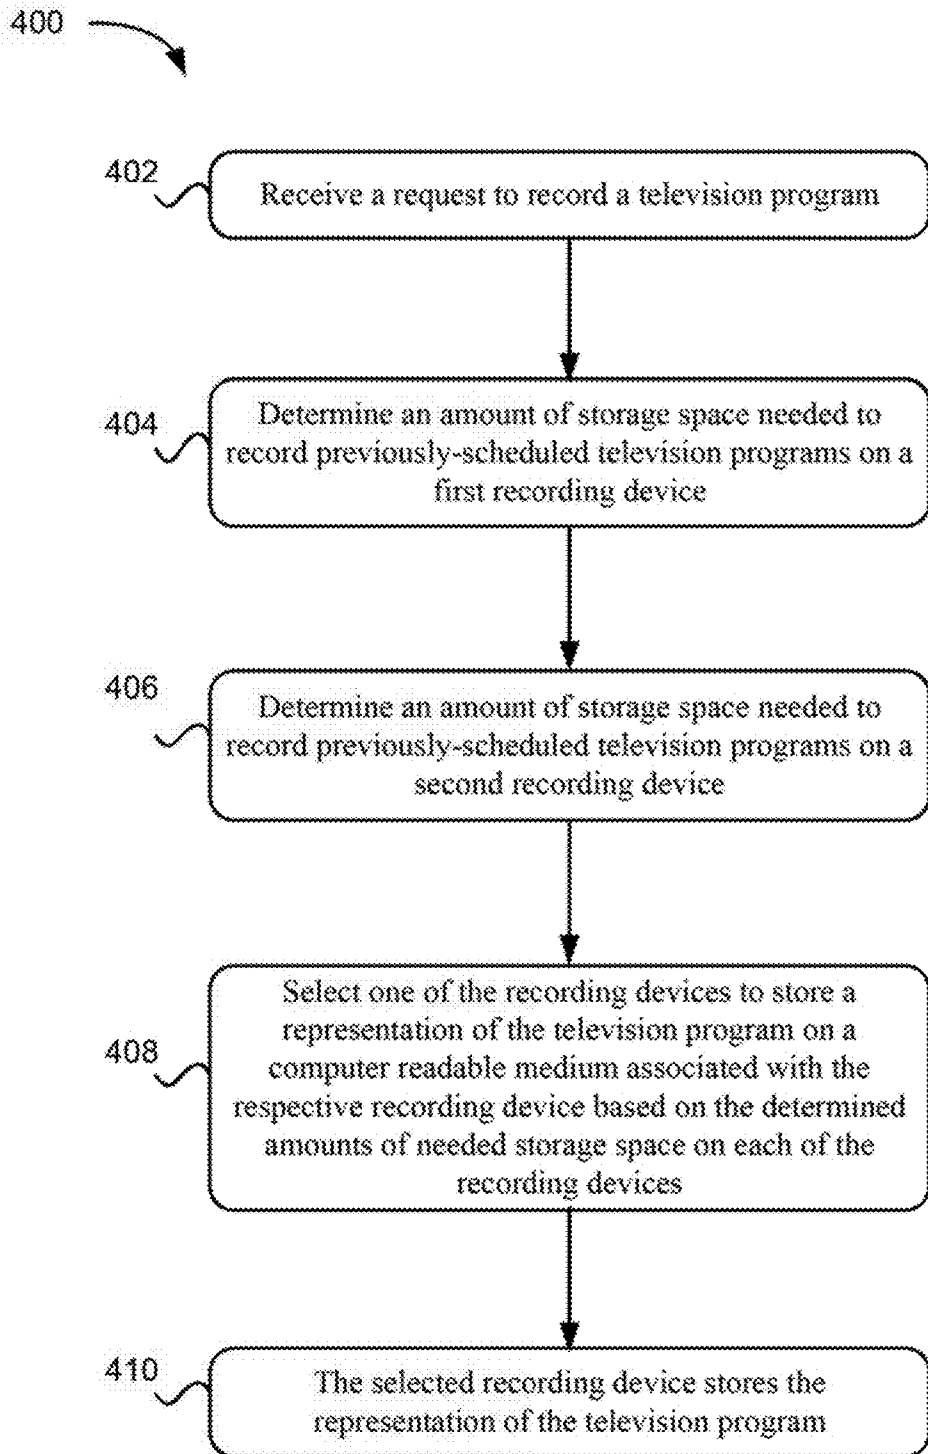 400
402
Receive a request to record a television program
404
Determine an amount of storage space needed to
record previously-scheduled television programs on a
first recording device
406
Determine an amount of storage space needed to
record previously-scheduled television programs on a
second recording device
408
Select one of the recording devices to store a
representation of the television program on a
computer readable medium associated with the
respective recording device based on the determined
amounts of needed storage space on each of the
recording devices
410
The selected recording device stores the
representation of the television program